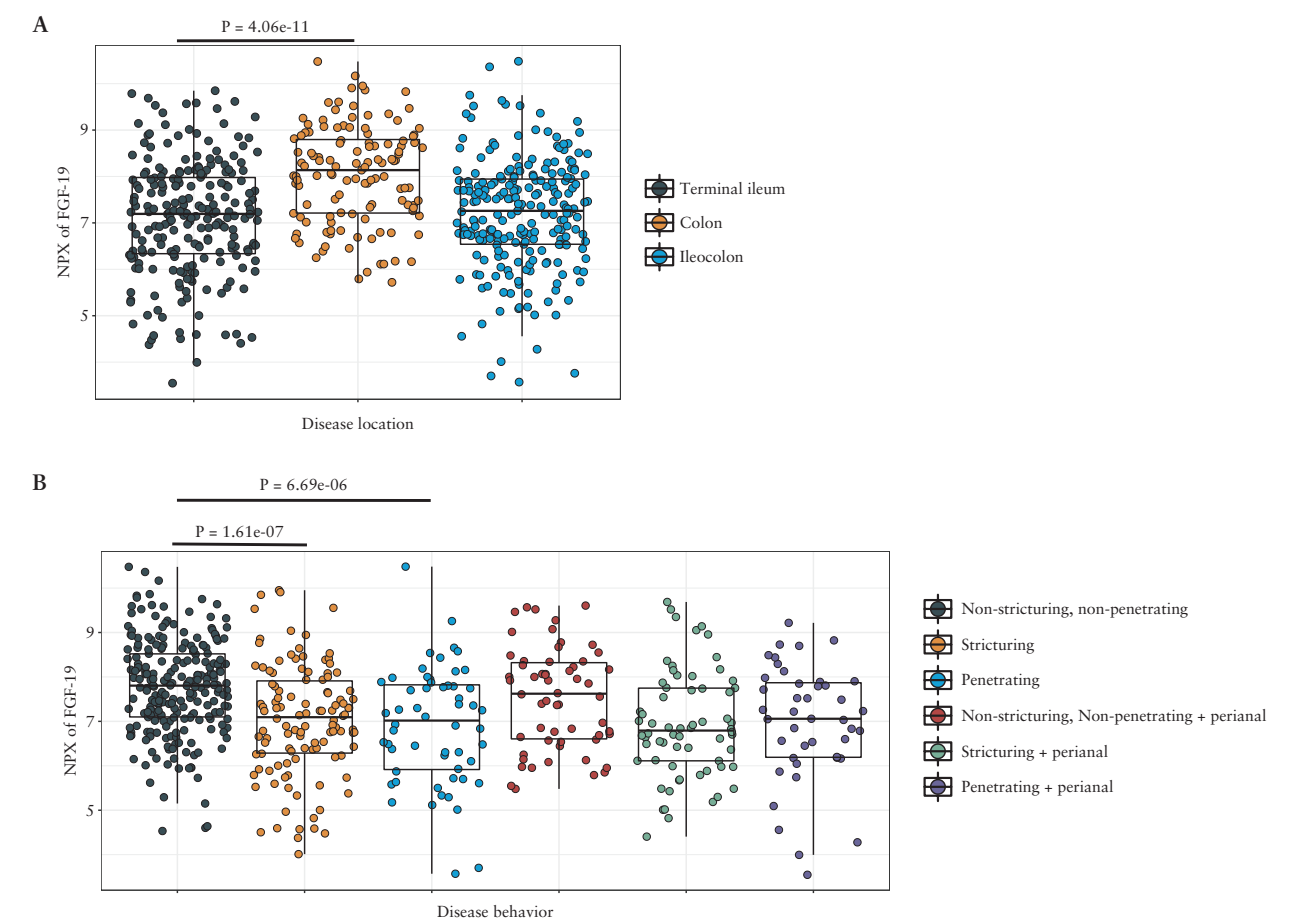 A
P = 4.06e-11
NPX of FGF-19
9
7
5
Disease location
Terminal ileum
Colon
Ileocolon
B
P = 6.69e-06
P = 1.61e-07
NPX of FGF-19
9
7
5
Disease behavior
Non-stricturing, non-penetrating
Stricturing
Penetrating
Non-stricturing, Non-penetrating + perianal
Stricturing + perianal
Penetrating + perianal